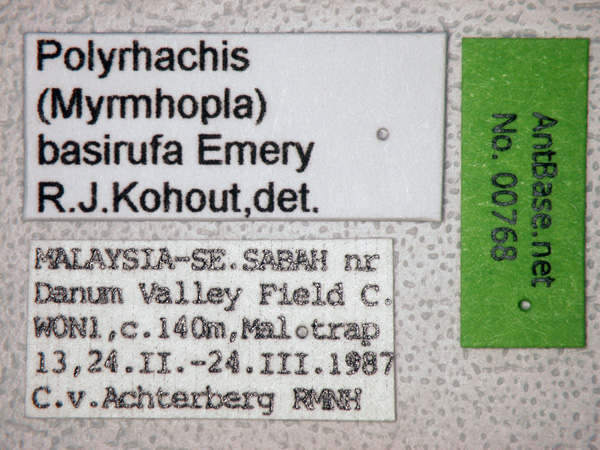 Polyrhachis
(Myrmhopla)
basirufa Emery
R.J.Kohout,det.
MALAYSIA-SE.SABAH nr
Danum Valley Field C.
WON1,c.140m,Mal.trap
13,24.II.-24.III.1987
C.v.Achterberg RMNH
AntBase.net
No. 00768